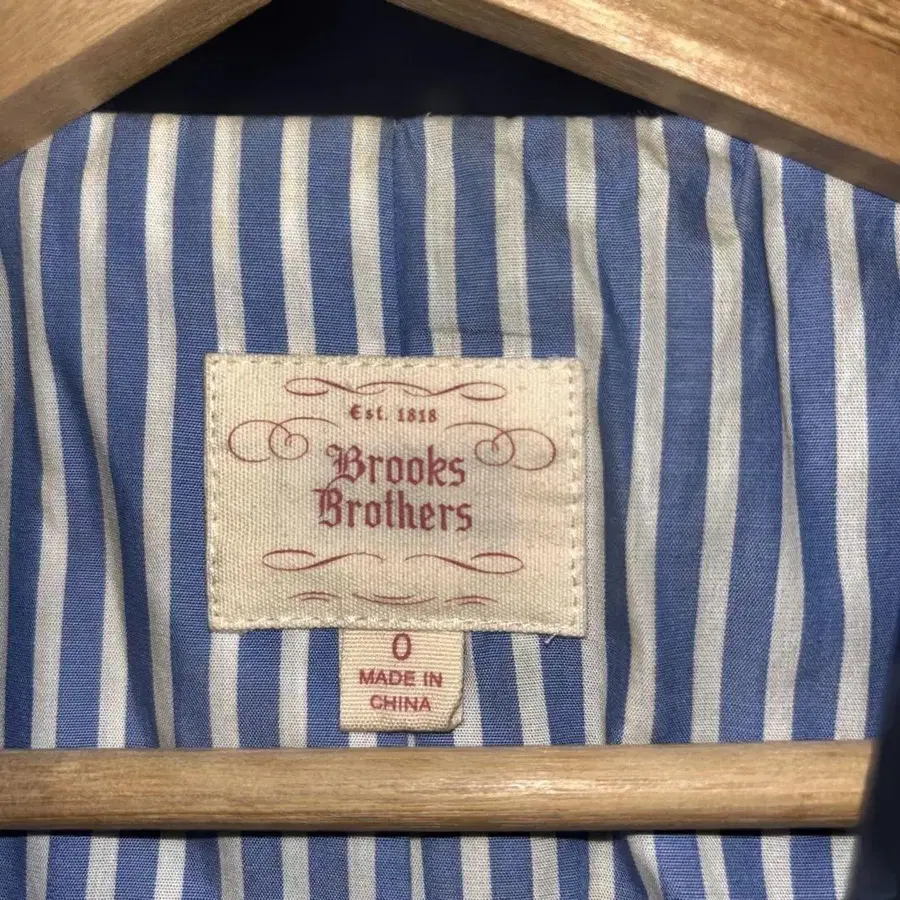 Est. 1818
Brooks
Brothers
0
MADE IN
CHINA